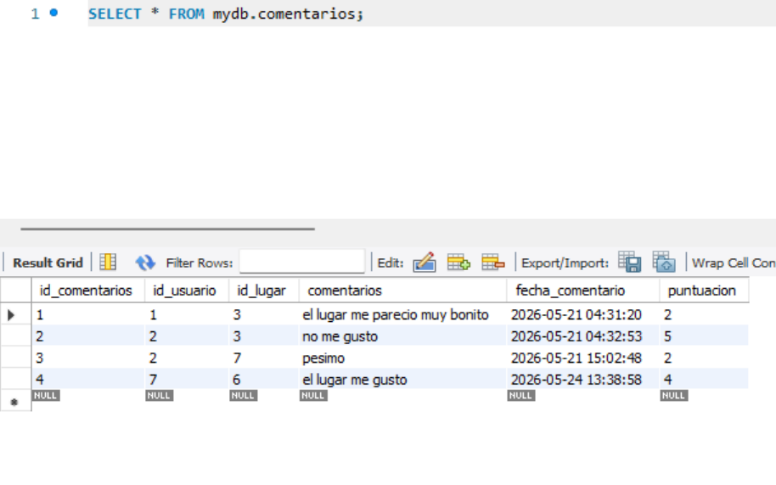 1 SELECT * FROM mydb.comentarios;
Result Grid Filter Rows: Edit: Export/Import: Wrap Cell Con
id_comentarios id_usuario id_lugar comentarios fecha_comentario puntuacion
1 1 3 el lugar me parecio muy bonito 2026-05-21 04:31:20 2
2 2 3 no me gusto 2026-05-21 04:32:53 5
3 2 7 pesimo 2026-05-21 15:02:48 2
4 7 6 el lugar me gusto 2026-05-24 13:38:58 4
NULL NULL NULL NULL NULL NULL